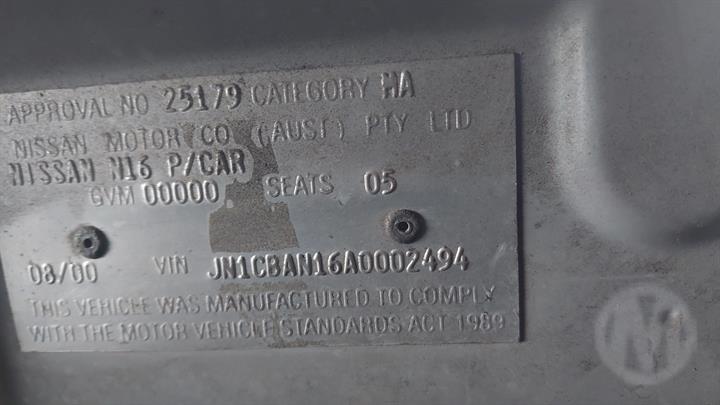 APPROVAL NO 25179 CATEGORY MA
NISSAN MOTOR CO (AUST) PTY LTD
NISSAN N16 P/CAR
GVM 00000 SEATS 05
08/00 VIN JN1CBAN16A0002494
THIS VEHICLE WAS MANUFACTURED TO COMPLY
WITH THE MOTOR VEHICLE STANDARDS ACT 1989